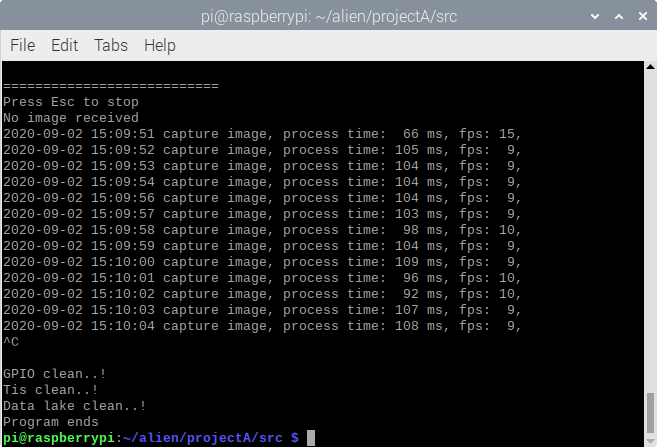 pi@raspberrypi: ~/alien/projectA/src
File Edit Tabs Help
===========================
Press Esc to stop
No image received
2020-09-02 15:09:51 capture image, process time:  66 ms, fps: 15,
2020-09-02 15:09:52 capture image, process time: 105 ms, fps:  9,
2020-09-02 15:09:53 capture image, process time: 104 ms, fps:  9,
2020-09-02 15:09:54 capture image, process time: 104 ms, fps:  9,
2020-09-02 15:09:56 capture image, process time: 104 ms, fps:  9,
2020-09-02 15:09:57 capture image, process time: 103 ms, fps:  9,
2020-09-02 15:09:58 capture image, process time:  98 ms, fps: 10,
2020-09-02 15:09:59 capture image, process time: 104 ms, fps:  9,
2020-09-02 15:10:00 capture image, process time: 109 ms, fps:  9,
2020-09-02 15:10:01 capture image, process time:  96 ms, fps: 10,
2020-09-02 15:10:02 capture image, process time:  92 ms, fps: 10,
2020-09-02 15:10:03 capture image, process time: 107 ms, fps:  9,
2020-09-02 15:10:04 capture image, process time: 108 ms, fps:  9,
^C
GPIO clean..!
Tis clean..!
Data lake clean..!
Program ends
pi@raspberrypi:~/alien/projectA/src $